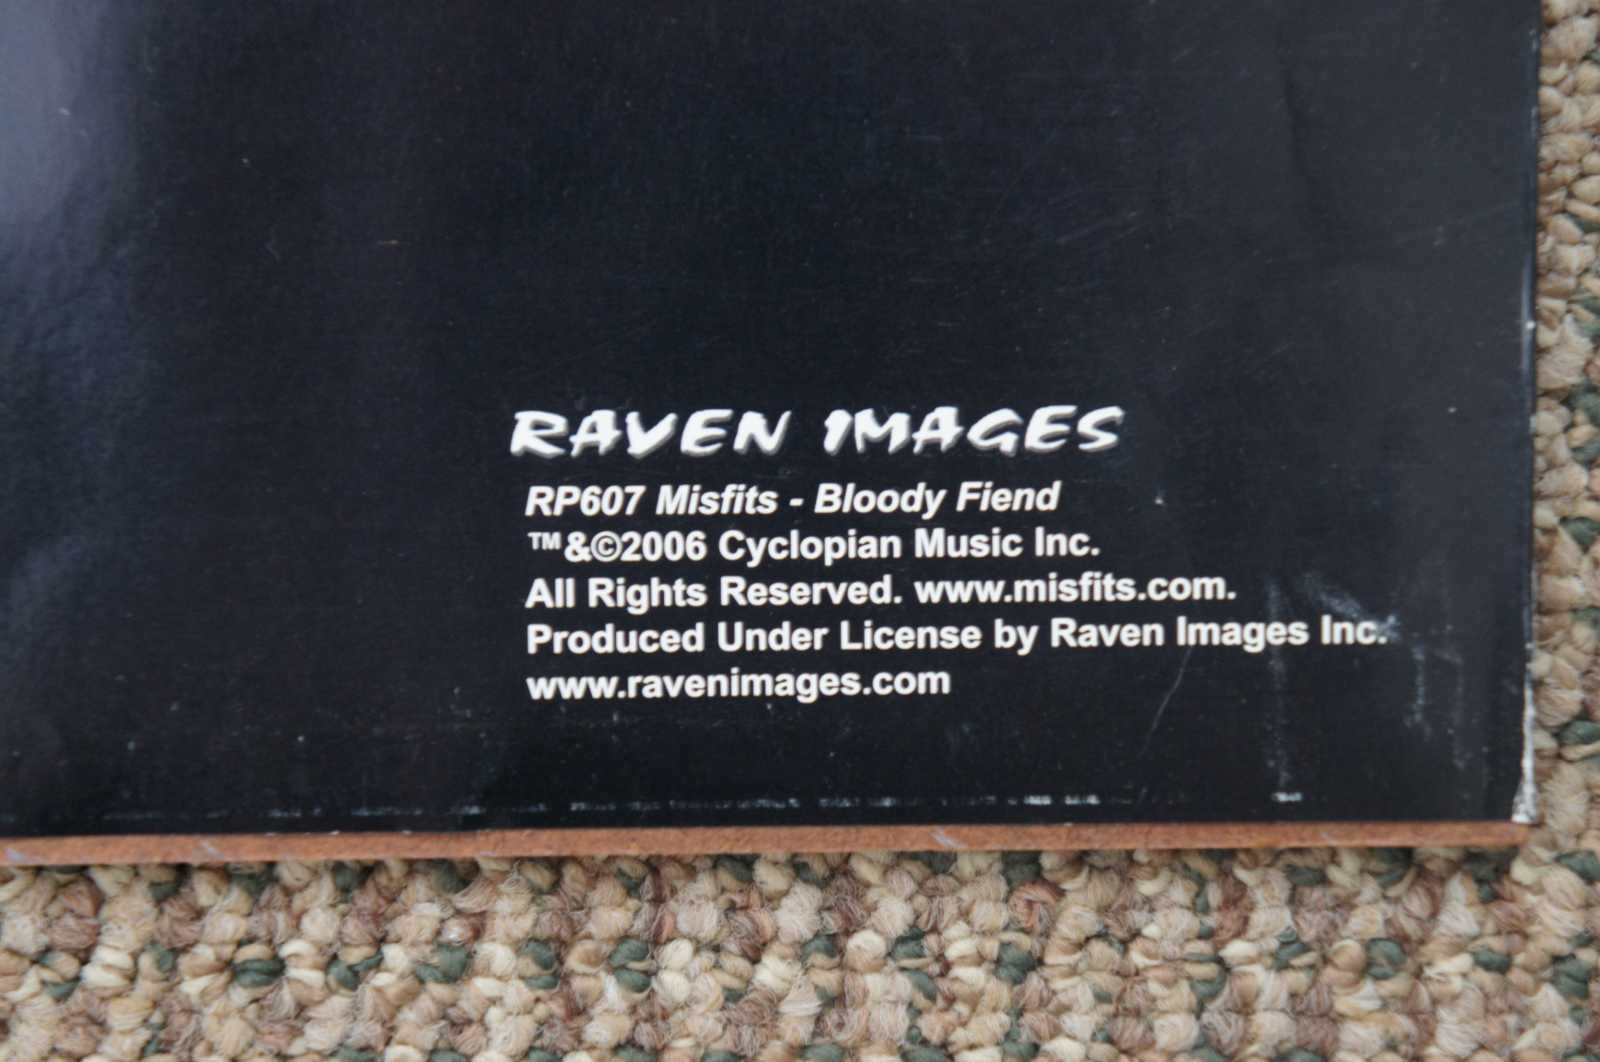 RAVEN IMAGES
RP607 Misfits - Bloody Fiend
™&©2006 Cyclopian Music Inc.
All Rights Reserved. www.misfits.com.
Produced Under License by Raven Images Inc.
www.ravenimages.com